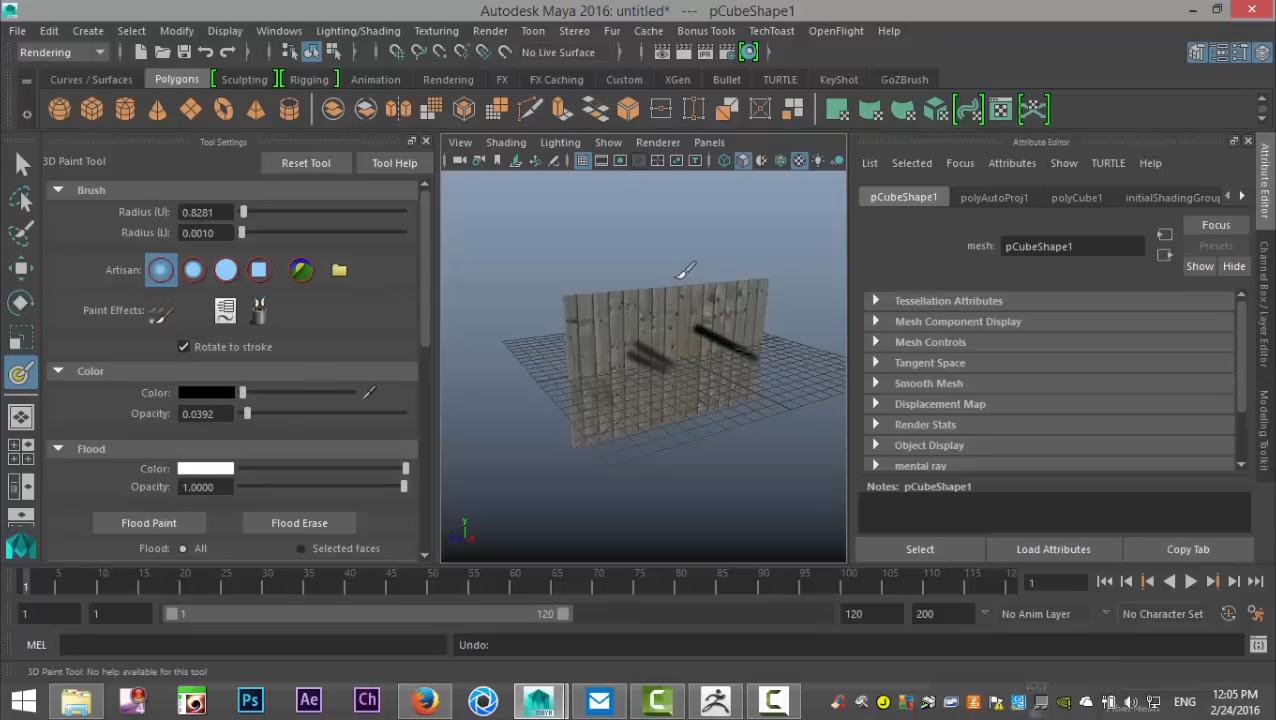 Autodesk Maya 2016: untitled*   ---   pCubeShape1
File Edit Create Select Modify Display Windows Lighting/Shading Texturing Render Toon Stereo Fur Cache Bonus Tools TechToast OpenFlight Help
Rendering No Live Surface
Curves / Surfaces Polygons Sculpting Rigging Animation Rendering FX FX Caching Custom XGen Bullet TURTLE KeyShot GoZBrush
Tool Settings
3D Paint Tool Reset Tool Tool Help
Brush
Radius (U): 0.8281
Radius (L): 0.0010
Artisan:
Paint Effects:
Rotate to stroke
Color
Color:
Opacity: 0.0392
Flood
Color:
Opacity: 1.0000
Flood Paint Flood Erase
Flood: All Selected faces
View Shading Lighting Show Renderer Panels
y
Attribute Editor
List Selected Focus Attributes Show TURTLE Help
pCubeShape1 polyAutoProj1 polyCube1 initialShadingGroup
Focus
mesh: pCubeShape1
Presets
Show Hide
Tessellation Attributes
Mesh Component Display
Mesh Controls
Tangent Space
Smooth Mesh
Displacement Map
Render Stats
Object Display
mental ray
Notes: pCubeShape1
Select Load Attributes Copy Tab
Attribute Editor
Channel Box / Layer Editor
Modeling Toolkit
1 5 10 15 20 25 30 35 40 45 50 55 60 65 70 75 80 85 90 95 100 105 110 115 12 1
1 1 1 120 120 200 No Anim Layer No Character Set
MEL Undo:
3D Paint Tool: No help available for this tool
Ps Ae Ch MAYA C C ENG 12:05 PM
2/24/2016